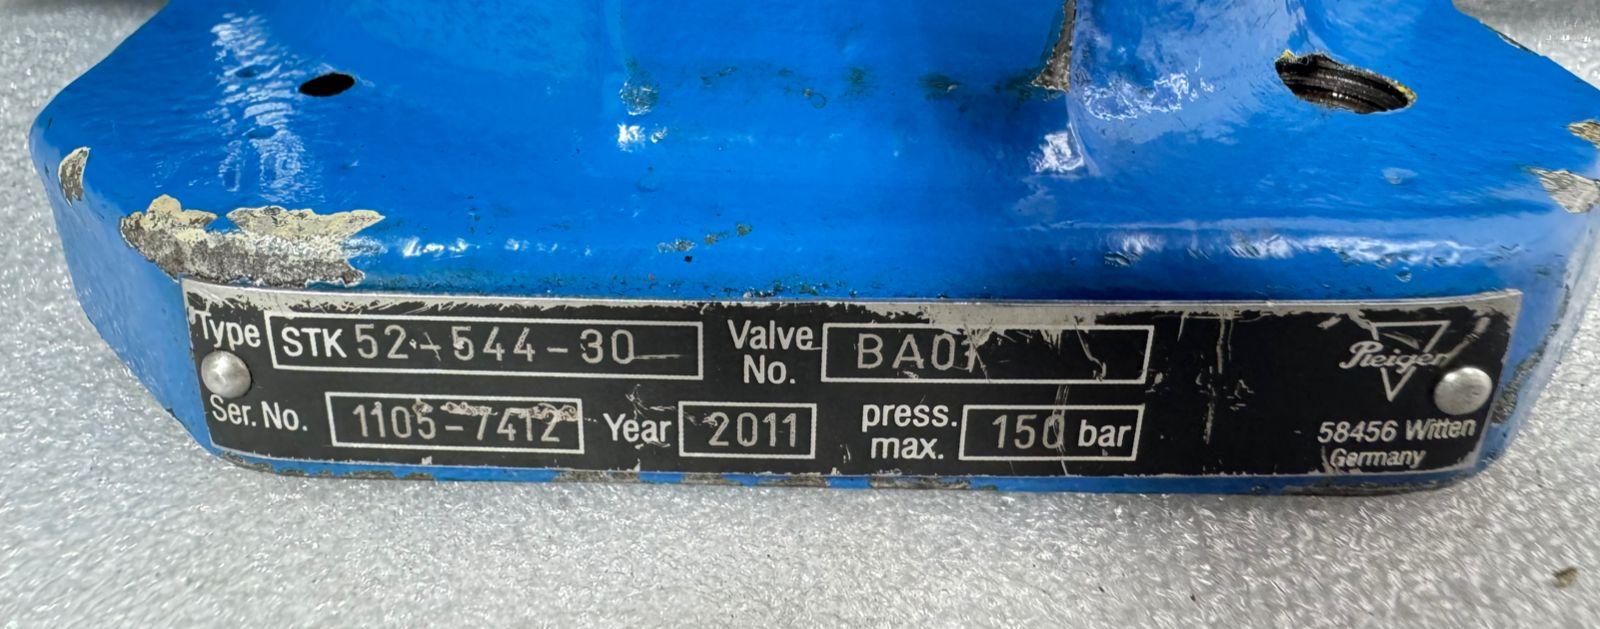 Type STK 52-544-30 Valve No. BA01
Ser. No. 1105-7412 Year 2011 press. max. 150 bar
Pleiger
58456 Witten
Germany